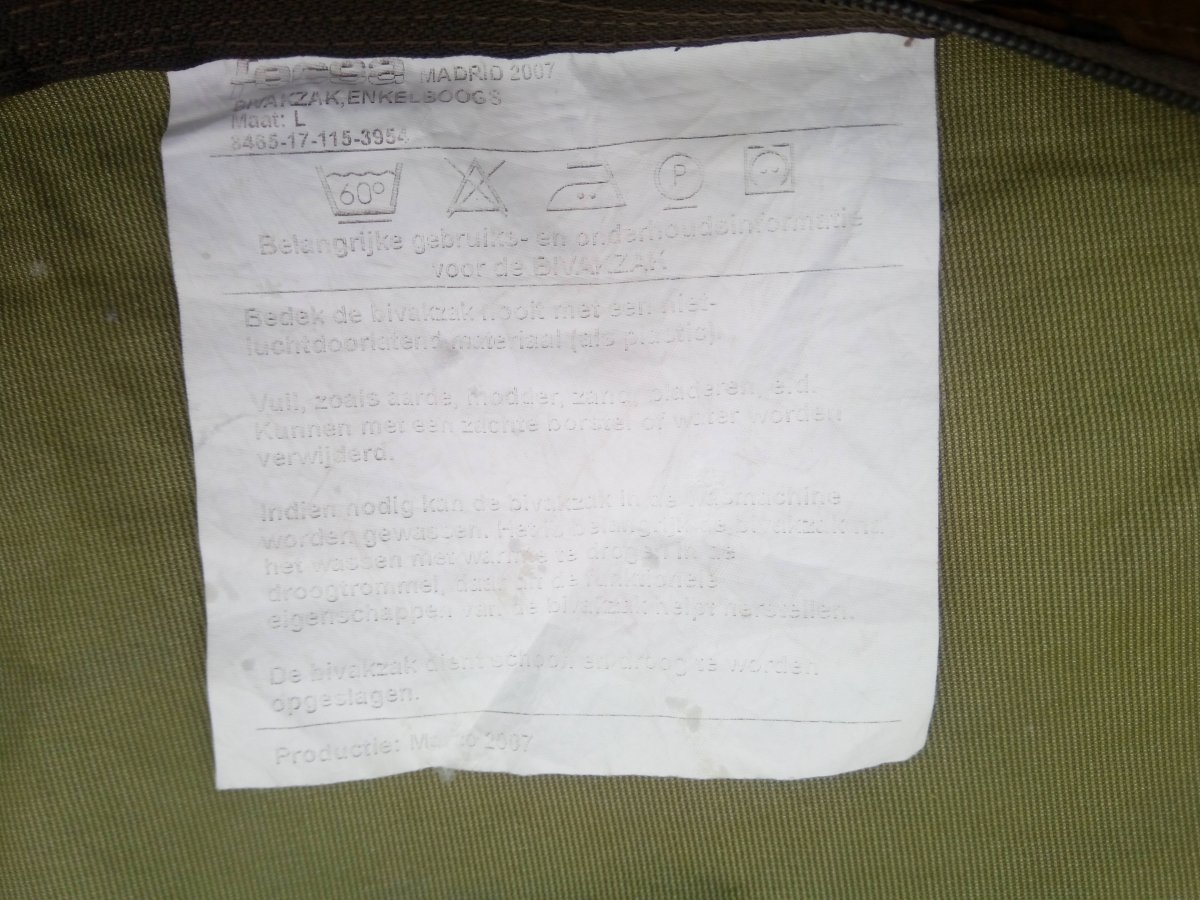 MADRID 2007
BIVAKZAK,ENKELBOOGS
Maat: L
8465-17-115-3954
60°
P
Belangrijke gebruiks- en onderhoudsinformatie
voor de BIVAKZAK
Bedek de bivakzak nooit met een niet-
luchtdoorlatend materiaal (als plastic).
Vuil, zoals aarde, modder, zand, bladeren, e.d.
Kunnen met een zachte borstel of water worden
verwijderd.
Indien nodig kan de bivakzak in de wasmachine
worden gewassen. Het is belangrijk de bivakzak na
het wassen met warmte te drogen in de
droogtrommel, daar dit de funktionele
eigenschappen van de bivakzak helpt herstellen.
De bivakzak dient schoon en droog te worden
opgeslagen.
Productie: Marzo 2007